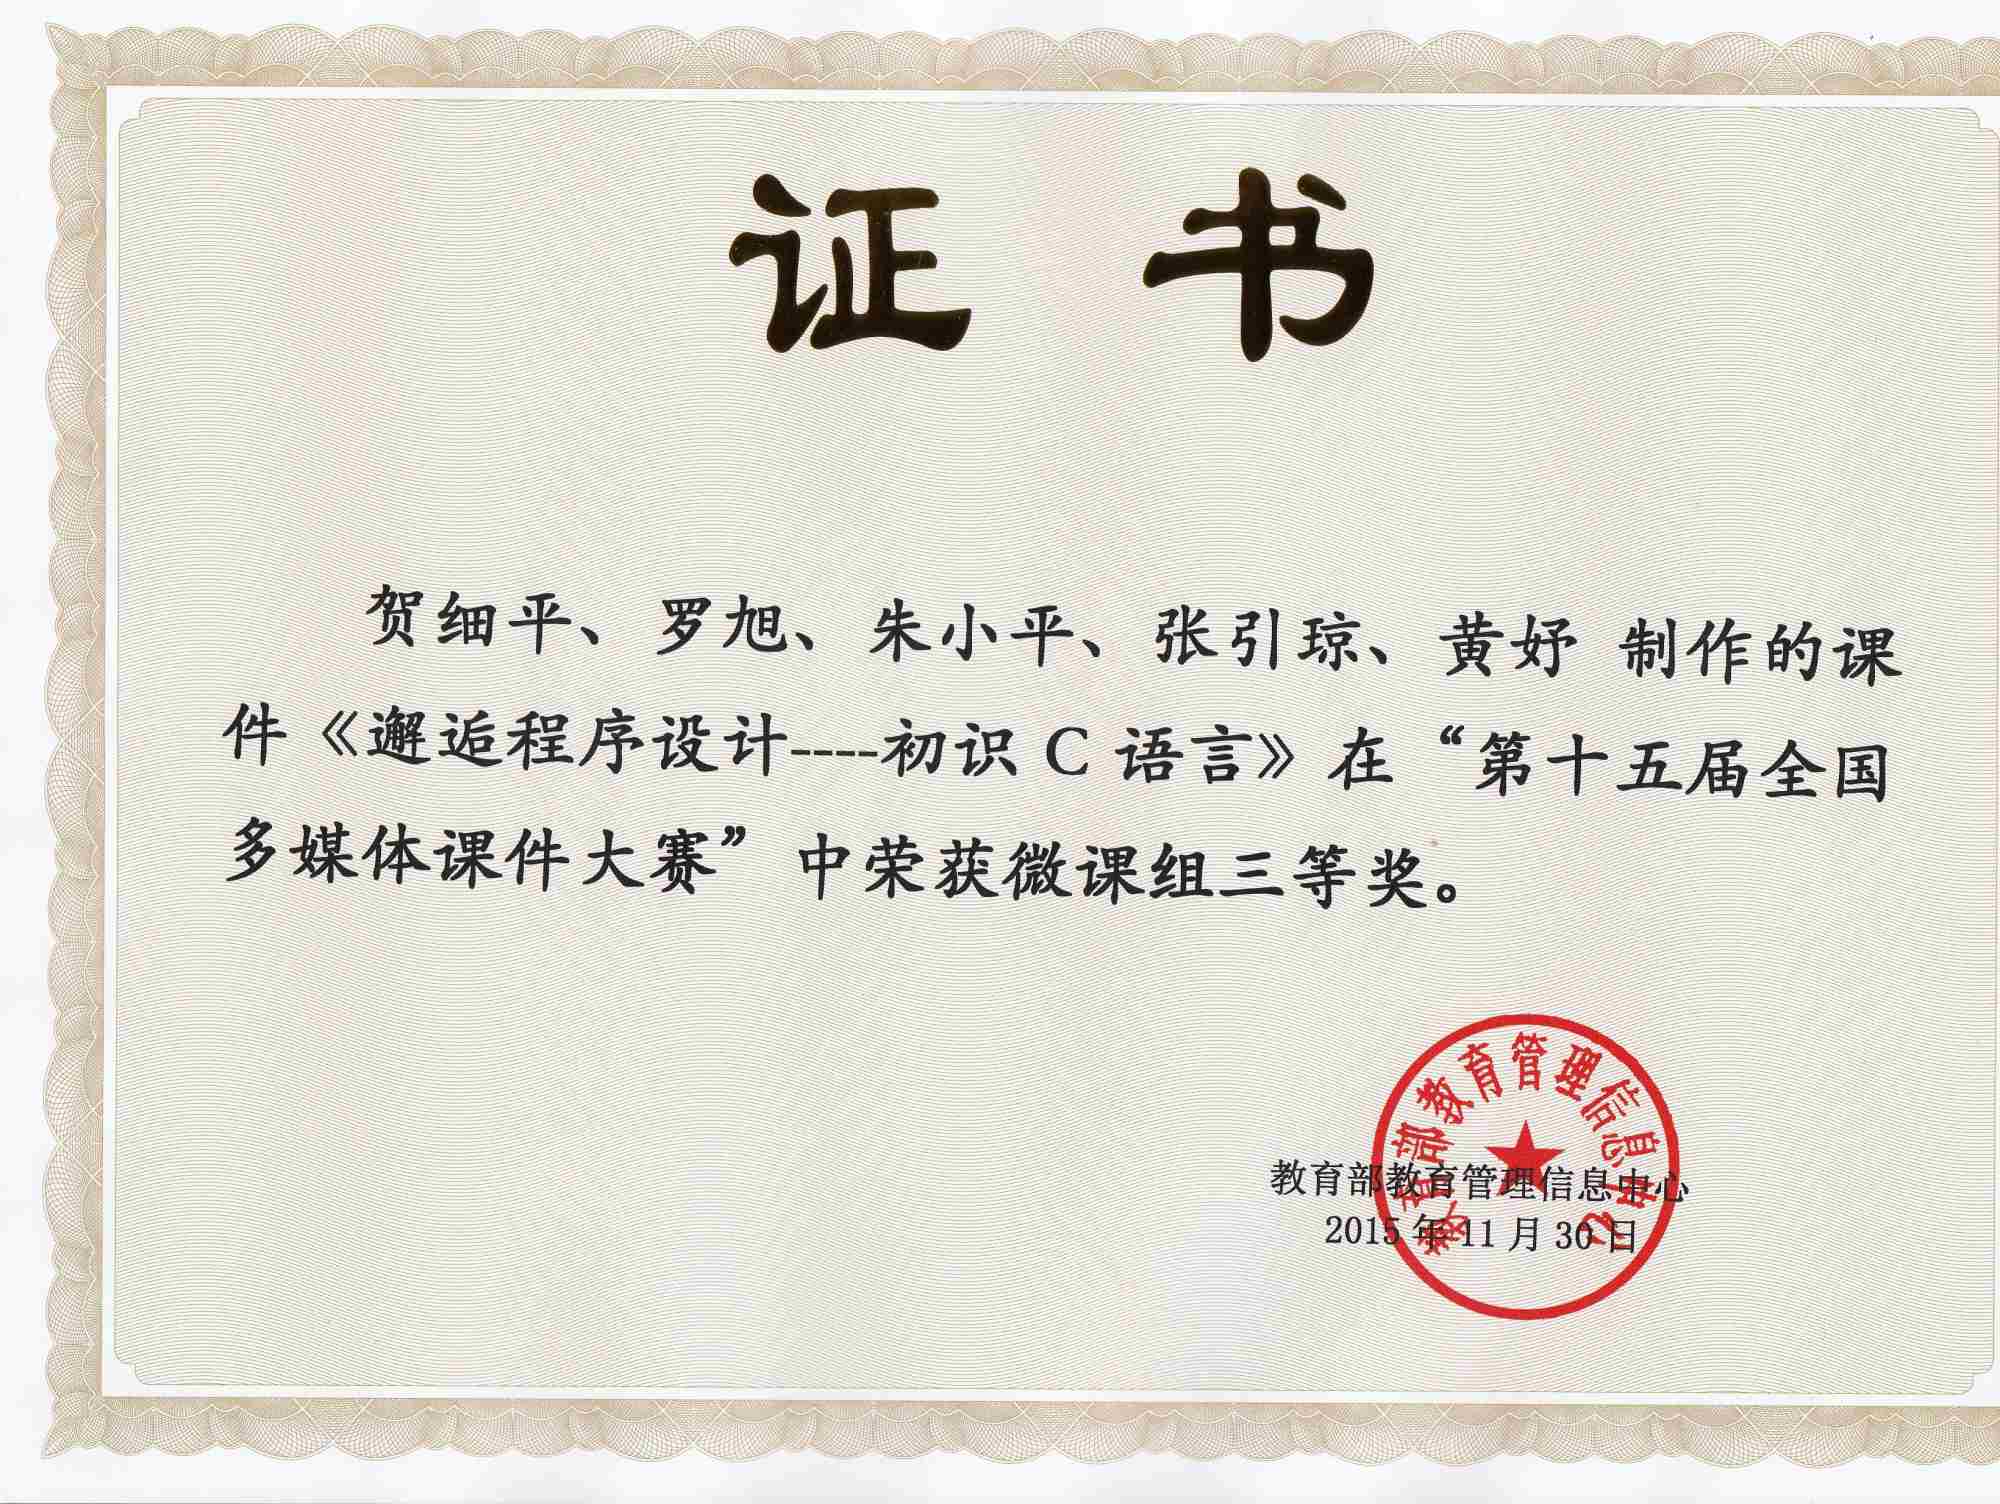 证 书
贺细平、罗旭、朱小平、张引琼、黄妤 制作的课
件《邂逅程序设计----初识 C 语言》在“第十五届全国
多媒体课件大赛”中荣获微课组三等奖。
教育部教育管理信息中心
教育部教育管理信息中心
2015 年 11 月 30 日